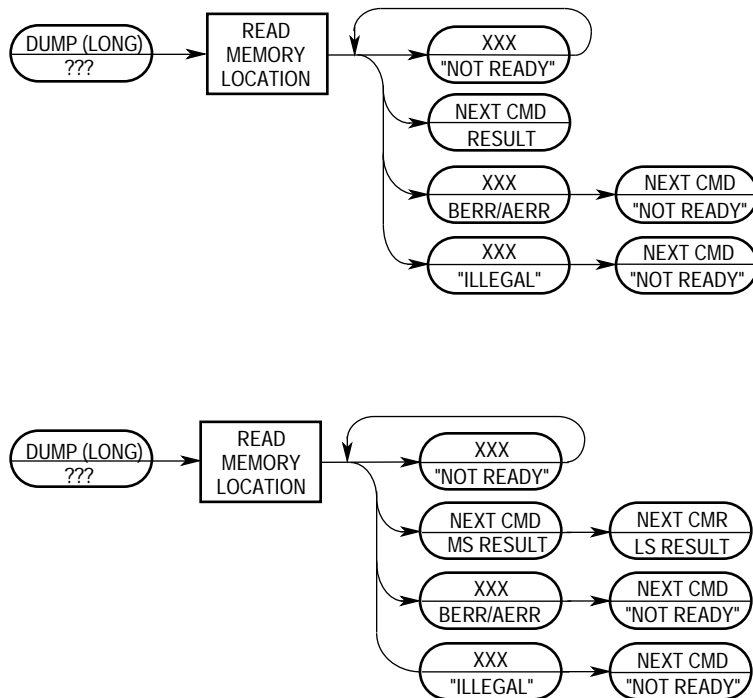 DUMP (LONG)
???
READ
MEMORY
LOCATION
XXX
"NOT READY"
NEXT CMD
RESULT
XXX
BERR/AERR
NEXT CMD
"NOT READY"
XXX
"ILLEGAL"
NEXT CMD
"NOT READY"
DUMP (LONG)
???
READ
MEMORY
LOCATION
XXX
"NOT READY"
NEXT CMD
MS RESULT
NEXT CMR
LS RESULT
XXX
BERR/AERR
NEXT CMD
"NOT READY"
XXX
"ILLEGAL"
NEXT CMD
"NOT READY"